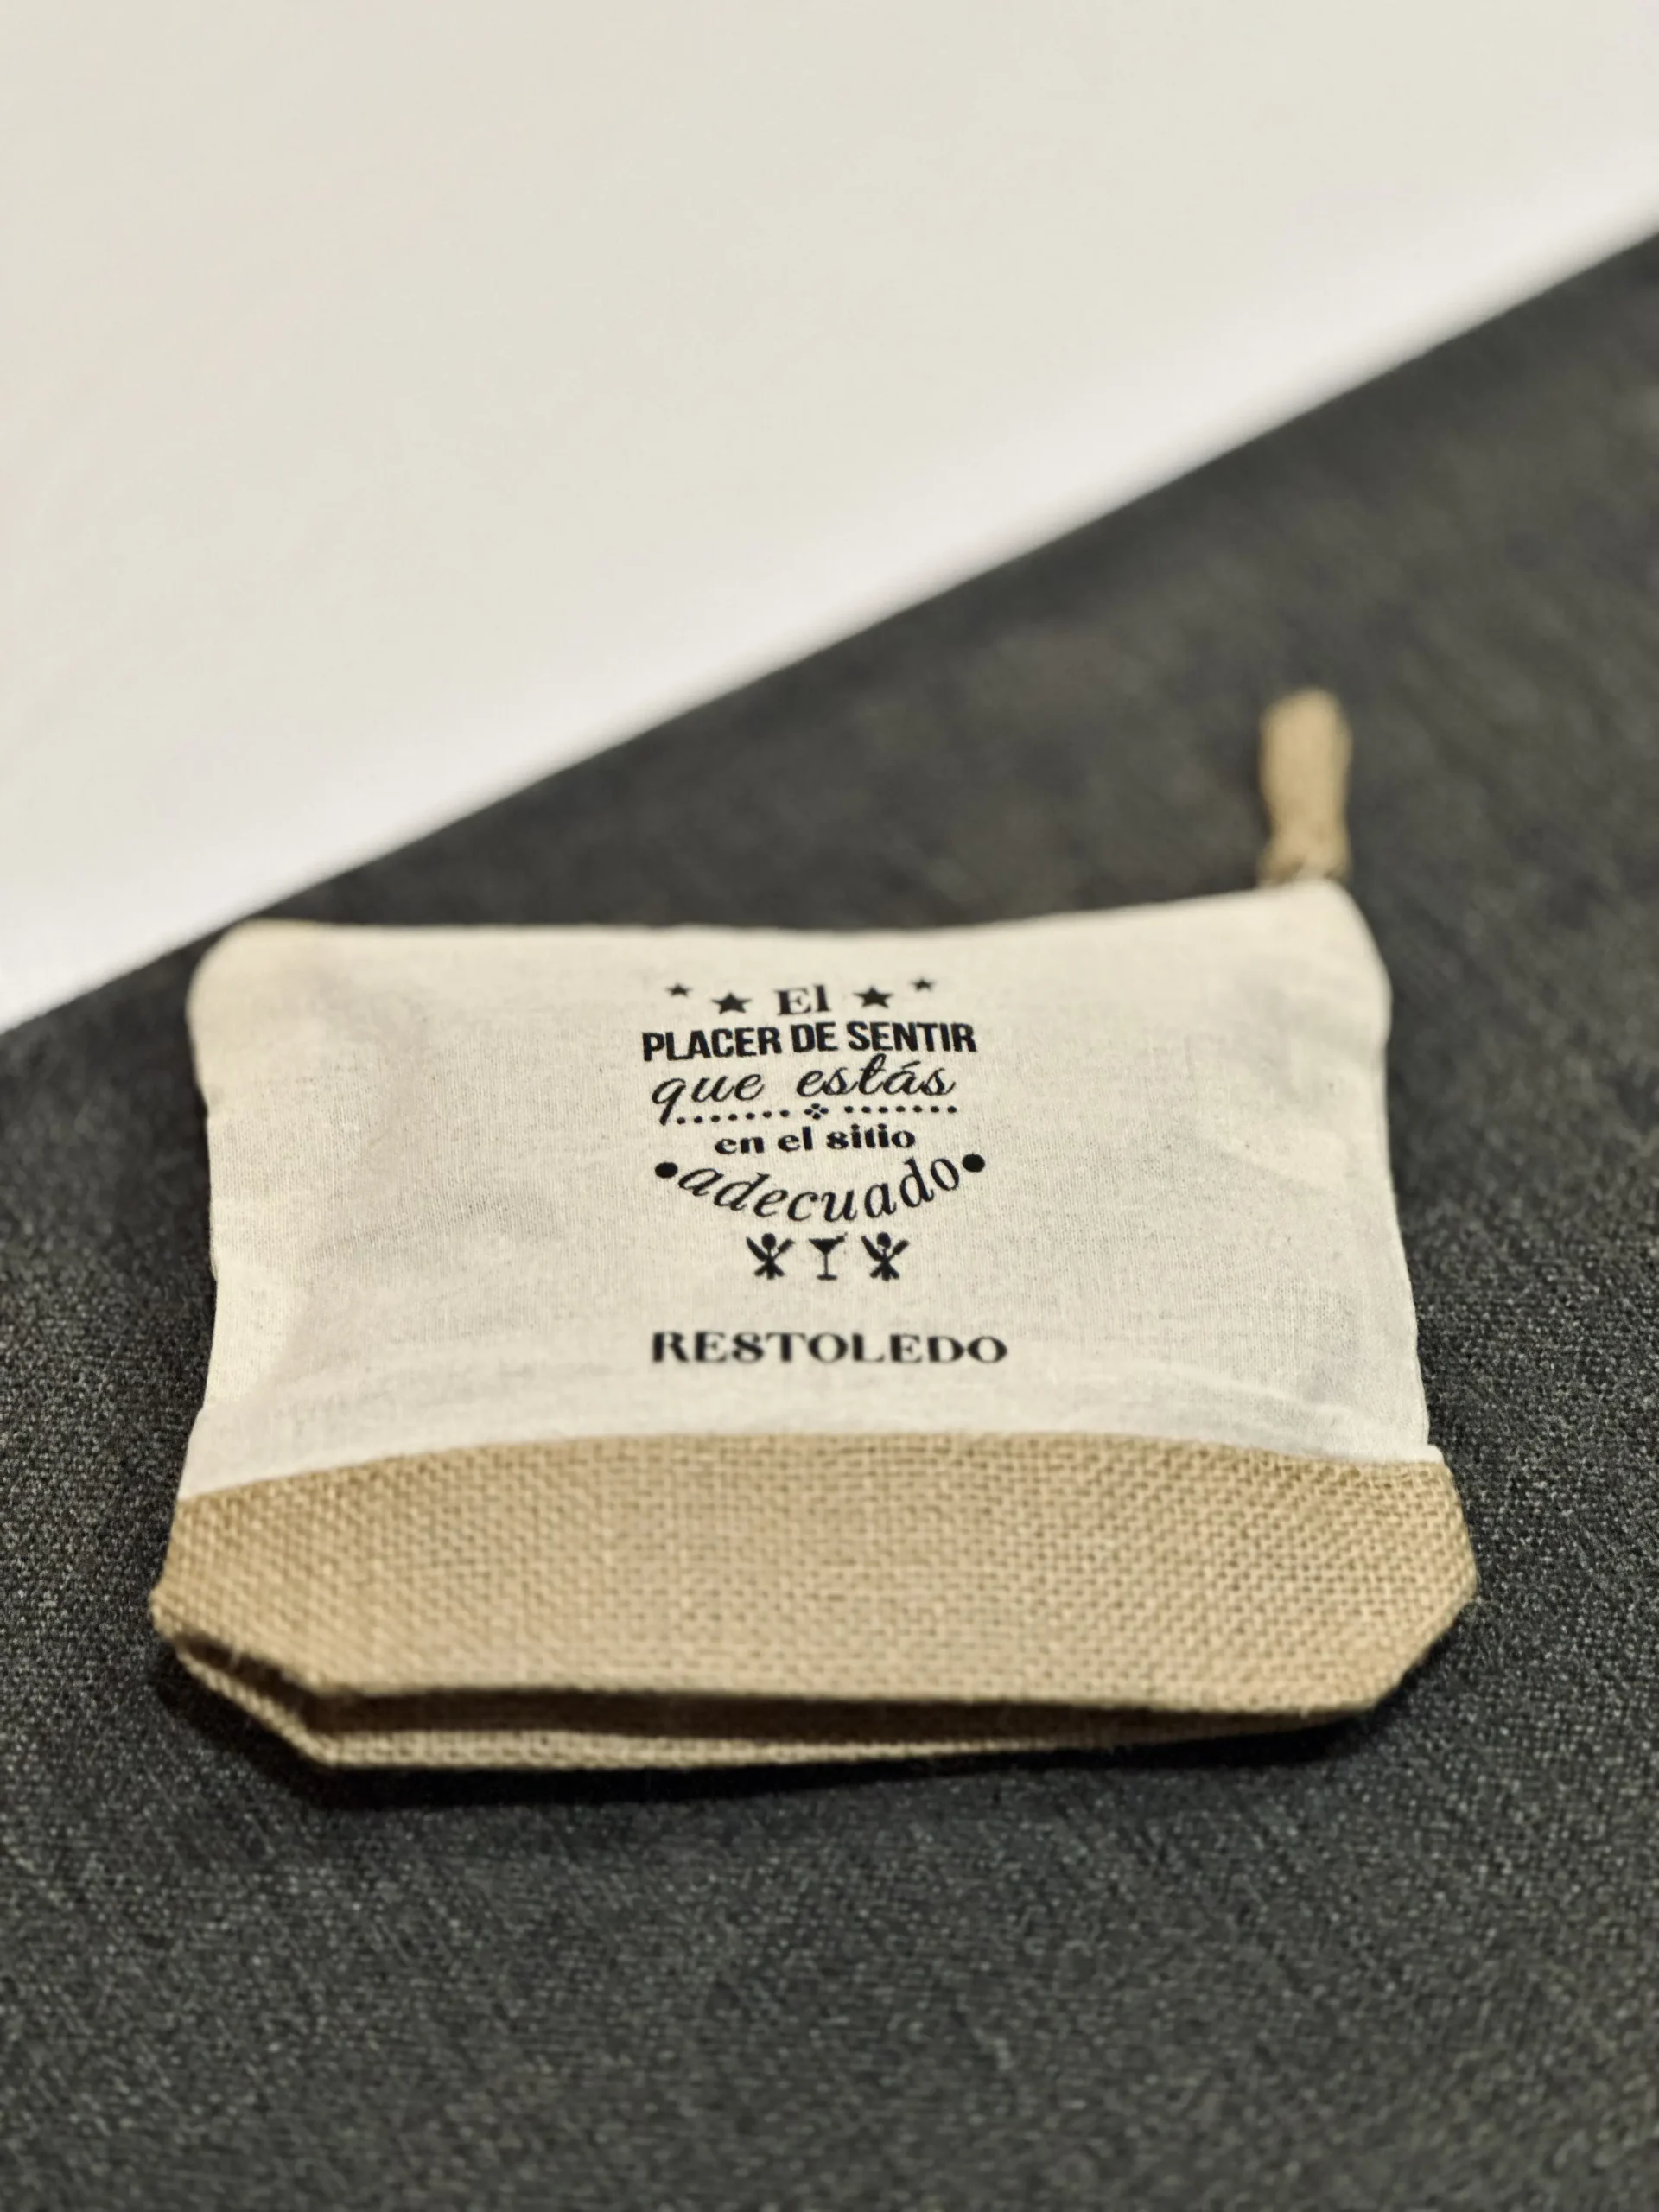 El
PLACER DE SENTIR
que estás
en el sitio
adecuado
RESTOLEDO